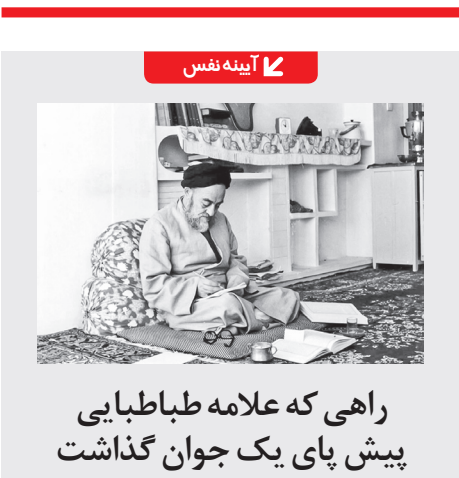 آیینه نفس
راهی که علامه طباطبایی
پیش پای یک جوان گذاشت